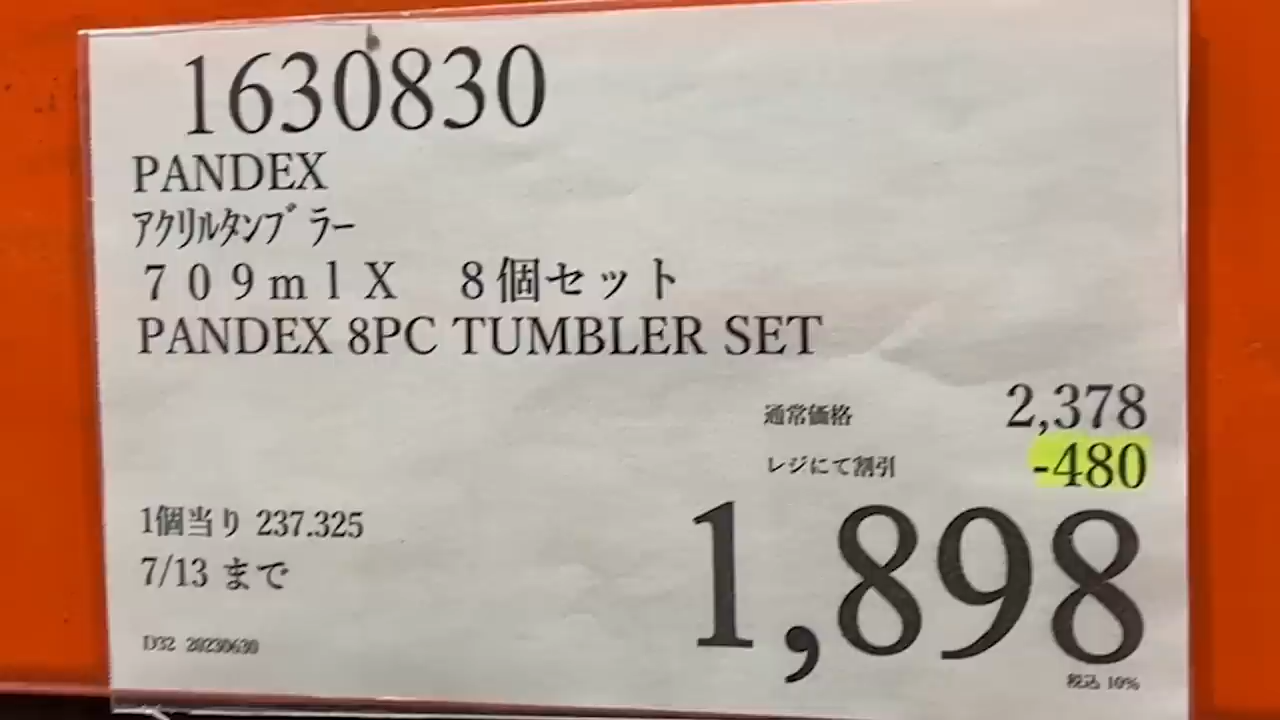 1630830
PANDEX
ｱｸﾘﾙﾀﾝﾌﾞﾗｰ
７０９ｍｌＸ　８個セット
PANDEX 8PC TUMBLER SET
通常価格 2,378
レジにて割引 -480
1個当り 237.325
1,898
7/13 まで
D32 20230630
税込 10%